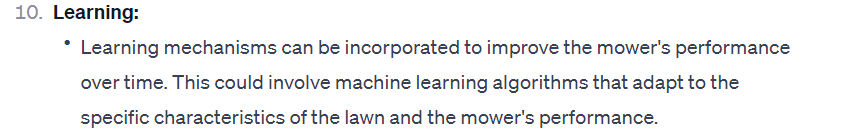 10. Learning:
• Learning mechanisms can be incorporated to improve the mower's performance
over time. This could involve machine learning algorithms that adapt to the
specific characteristics of the lawn and the mower's performance.